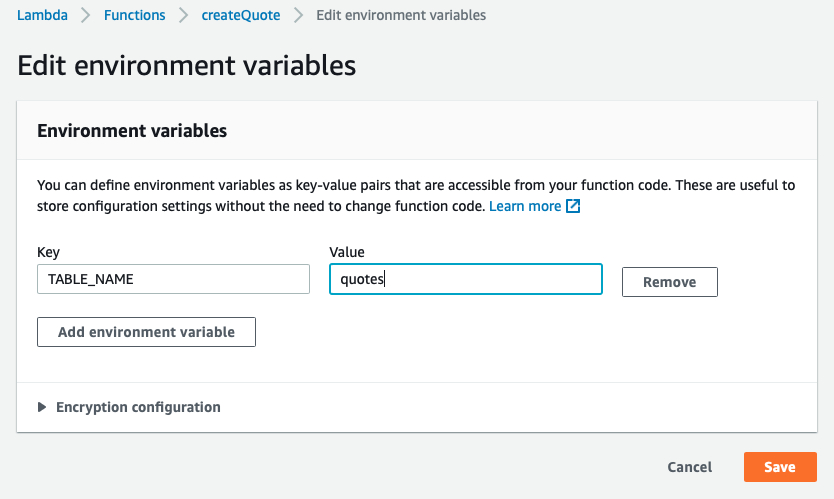 Lambda > Functions > createQuote > Edit environment variables
Edit environment variables
Environment variables
You can define environment variables as key-value pairs that are accessible from your function code. These are useful to
store configuration settings without the need to change function code. Learn more
Key Value
TABLE_NAME quotes Remove
Add environment variable
Encryption configuration
Cancel Save